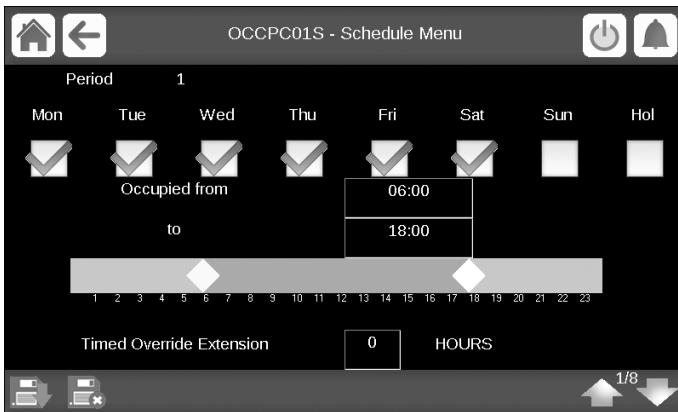 OCCPC01S - Schedule Menu
Period 1
Mon Tue Wed Thu Fri Sat Sun Hol
Occupied from 06:00
to 18:00
1 2 3 4 5 6 7 8 9 10 11 12 13 14 15 16 17 18 19 20 21 22 23
Timed Override Extension 0 HOURS
1/8